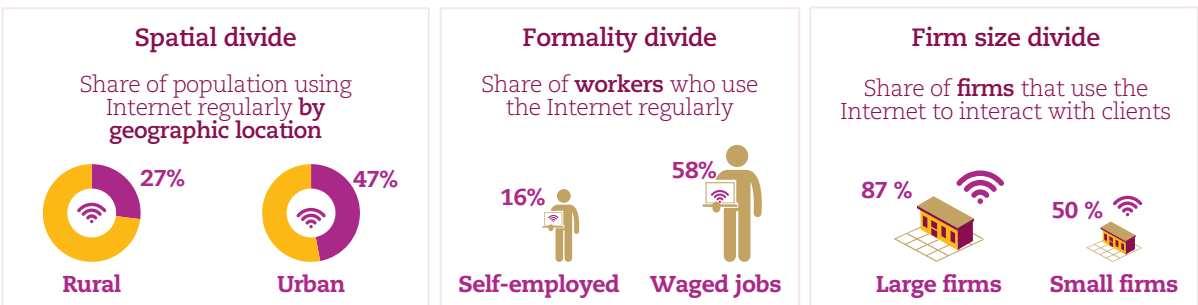 Spatial divide
Share of population using
Internet regularly by
geographic location
27%
47%
Rural
Urban
Formality divide
Share of workers who use
the Internet regularly
16%
58%
Self-employed
Waged jobs
Firm size divide
Share of firms that use the
Internet to interact with clients
87 %
50 %
Large firms
Small firms